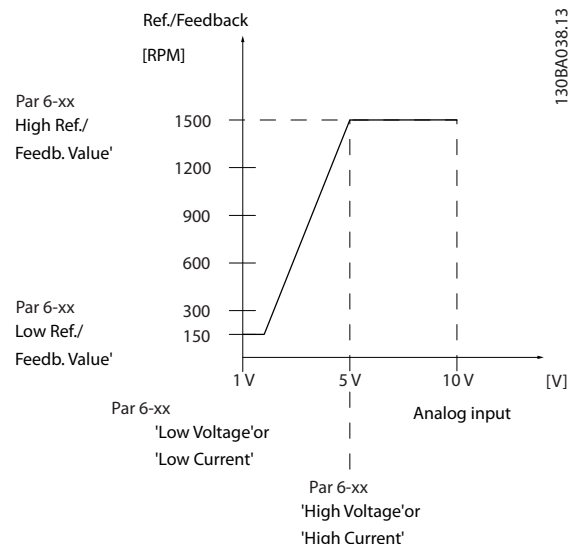 Ref./Feedback
[RPM]
130BA038.13
Par 6-xx
High Ref./
Feedb. Value'
1500
1200
900
600
300
150
Par 6-xx
Low Ref./
Feedb. Value'
1 V
5 V
10 V
[V]
Analog input
Par 6-xx
'Low Voltage'or
'Low Current'
Par 6-xx
'High Voltage'or
'High Current'